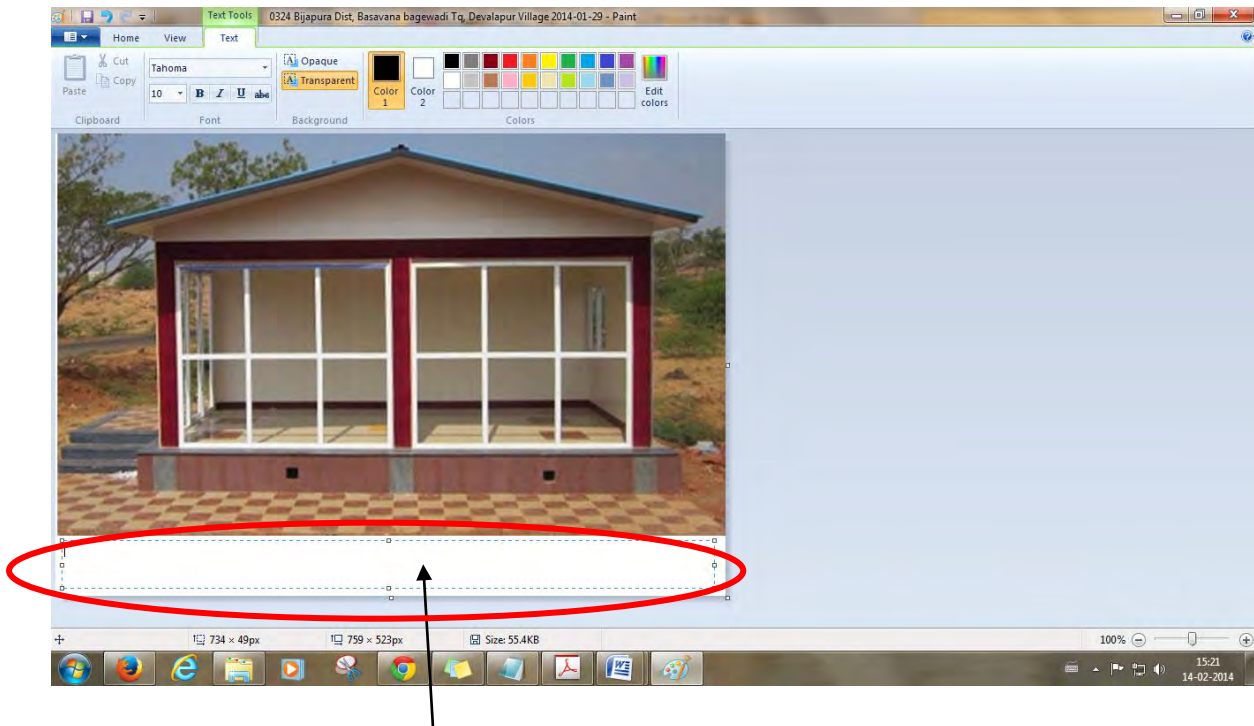 Text Tools
0324 Bijapura Dist, Basavana bagewadi Tq, Devalapur Village 2014-01-29 - Paint
Home View Text
Paste
Cut
Copy
Clipboard
Tahoma
10 B I U abc
Font
Opaque
Transparent
Background
Color 1
Color 2
Edit colors
Colors
734 × 49px
759 × 523px
Size: 55.4KB
100%
15:21
14-02-2014